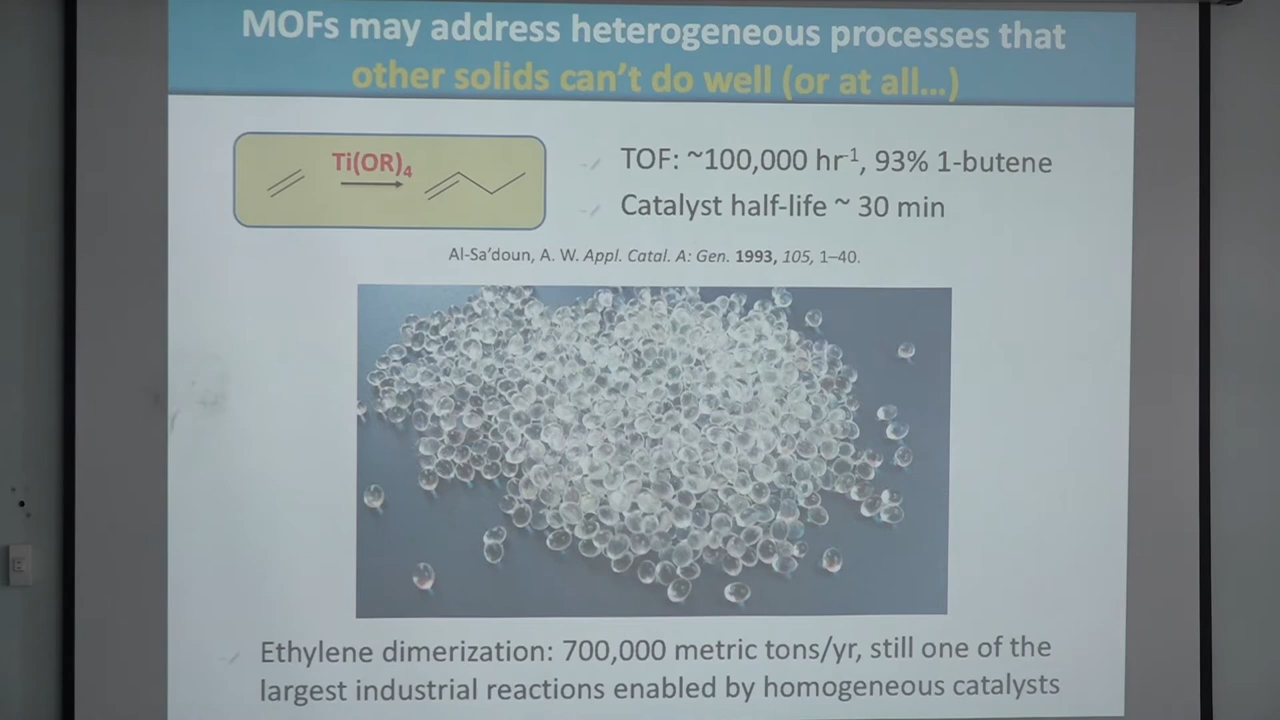 MOFs may address heterogeneous processes that
other solids can't do well (or at all...)
Ti(OR)₄
TOF: ~100,000 hr⁻¹, 93% 1-butene
Catalyst half-life ~ 30 min
Al-Sa'doun, A. W. Appl. Catal. A: Gen. 1993, 105, 1–40.
Ethylene dimerization: 700,000 metric tons/yr, still one of the
largest industrial reactions enabled by homogeneous catalysts